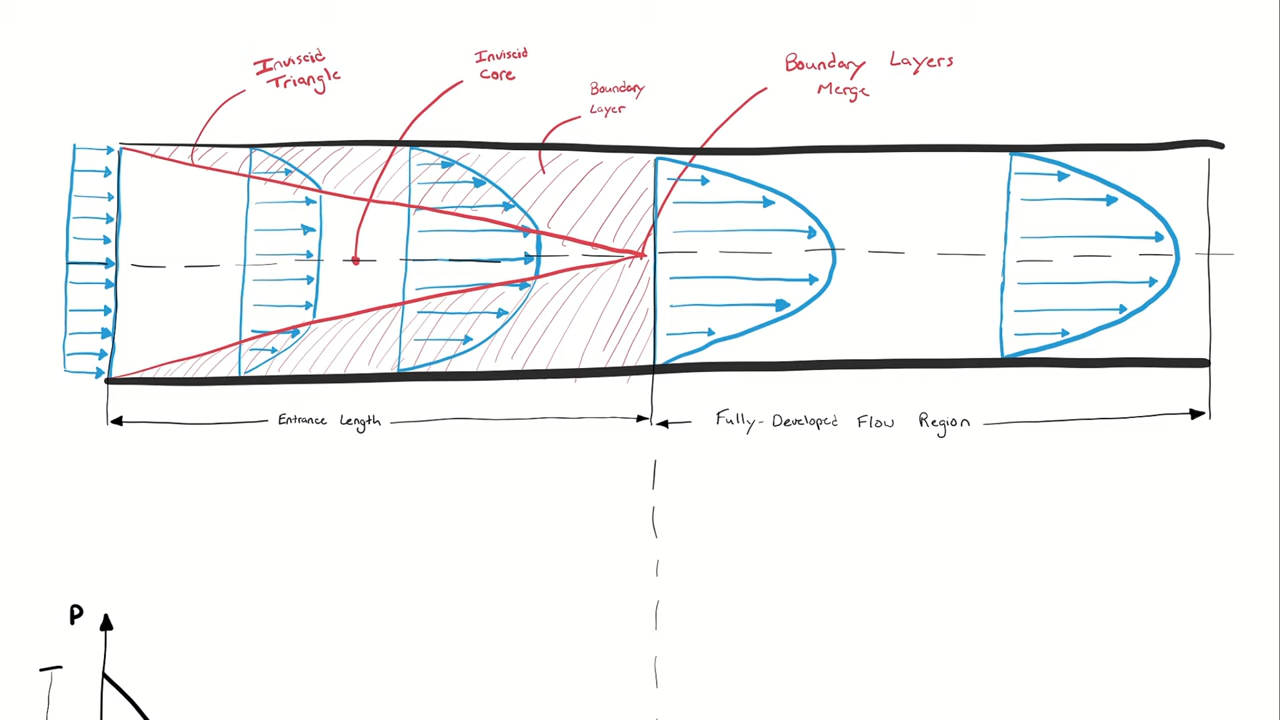 Inviscid
Triangle
Inviscid
Core
Boundary
Layer
Boundary Layers
Merge
Entrance Length
Fully-Developed Flow Region
P